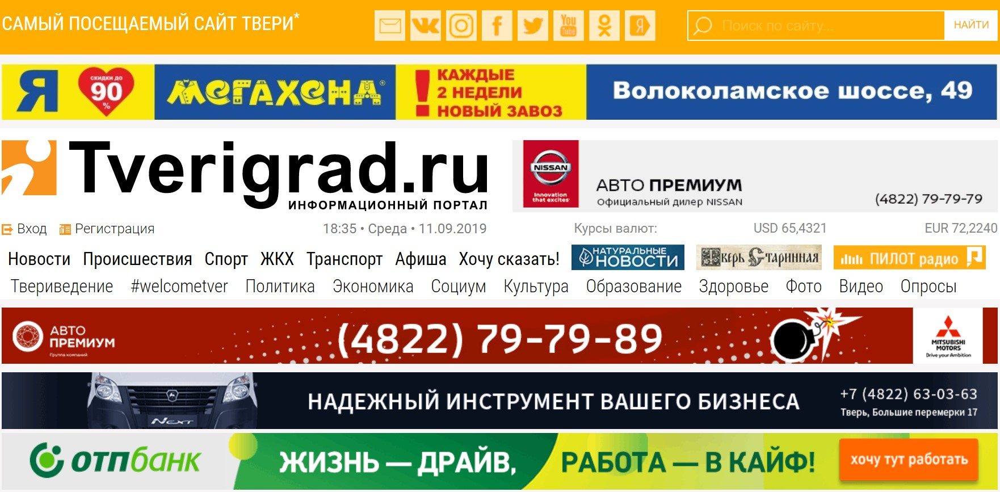 САМЫЙ ПОСЕЩАЕМЫЙ САЙТ ТВЕРИ*
You
Tube
Я
Поиск по сайту...
НАЙТИ
Я
СКИДКИ ДО
90
%
МЕГАХЕНД®
!
КАЖДЫЕ
2 НЕДЕЛИ
НОВЫЙ ЗАВОЗ
Волоколамское шоссе, 49
Tverigrad.ru
ИНФОРМАЦИОННЫЙ ПОРТАЛ
NISSAN
Innovation
that excites
АВТО ПРЕМИУМ
Официальный дилер NISSAN
(4822) 79-79-79
Вход Регистрация
18:35 • Среда • 11.09.2019
Курсы валют: USD 65,4321 EUR 72,2240
Новости Происшествия Спорт ЖКХ Транспорт Афиша Хочу сказать!
НАТУРАЛЬНЫЕ
НОВОСТИ
Тверь Старинная
ПИЛОТ радио
Твериведение #welcometver Политика Экономика Социум Культура Образование Здоровье Фото Видео Опросы
АВТО
ПРЕМИУМ
Группа компаний
(4822) 79-79-89
MITSUBISHI
MOTORS
Drive your Ambition
NEXT
НАДЕЖНЫЙ ИНСТРУМЕНТ ВАШЕГО БИЗНЕСА
+7 (4822) 63-03-63
Тверь, Большие перемерки 17
отпбанк
ЖИЗНЬ — ДРАЙВ,
РАБОТА — В КАЙФ!
хочу тут работать